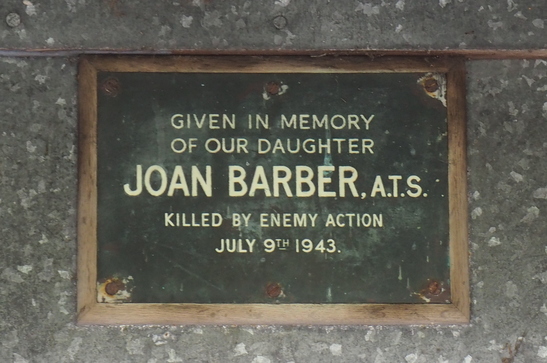 GIVEN IN MEMORY
OF OUR DAUGHTER
JOAN BARBER, A.T.S.
KILLED BY ENEMY ACTION
JULY 9TH 1943.